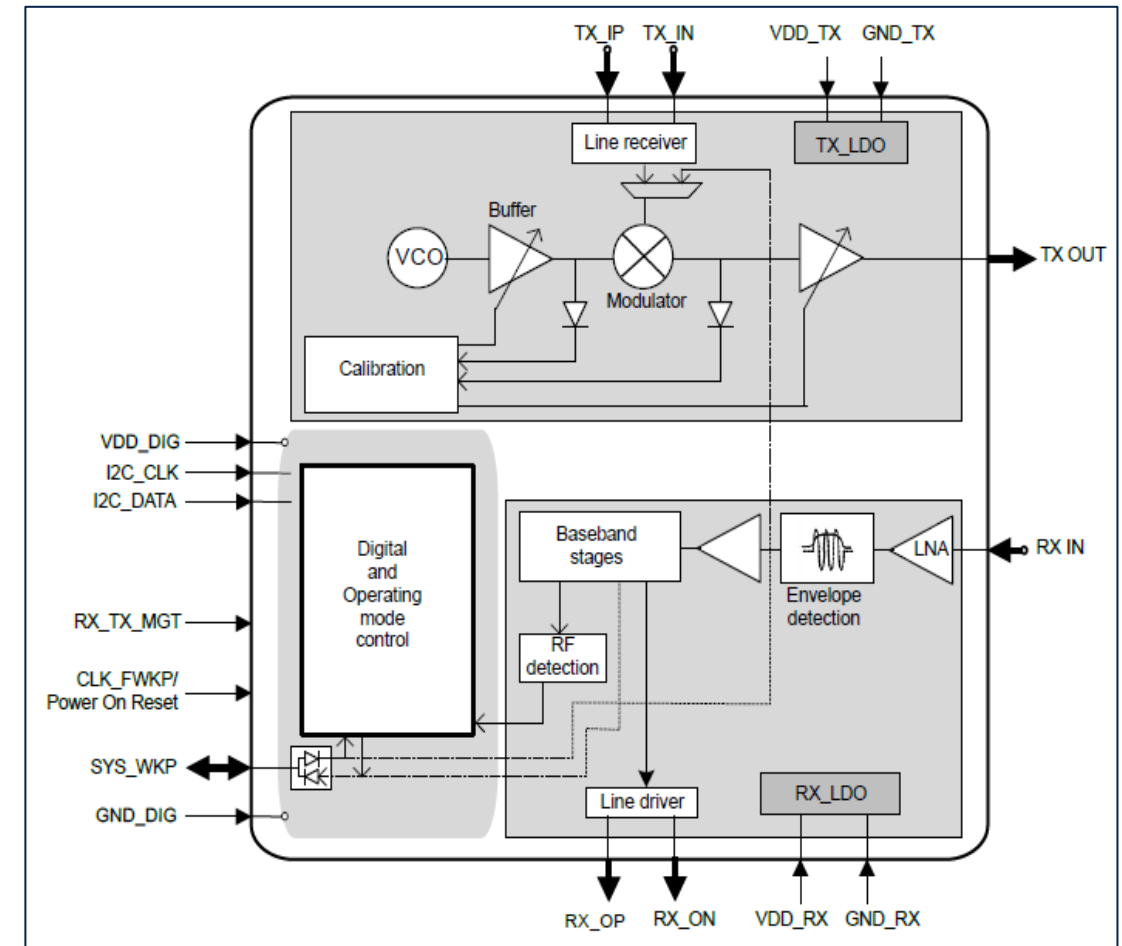 TX_IP TX_IN VDD_TX GND_TX
Line receiver
TX_LDO
Buffer
VCO
TX OUT
Modulator
Calibration
VDD_DIG
I2C_CLK
I2C_DATA
Digital
and
Operating
mode
control
Baseband
stages
LNA
RX IN
Envelope
detection
RX_TX_MGT
RF
detection
CLK_FWKP/
Power On Reset
SYS_WKP
Line driver
RX_LDO
GND_DIG
RX_OP RX_ON VDD_RX GND_RX